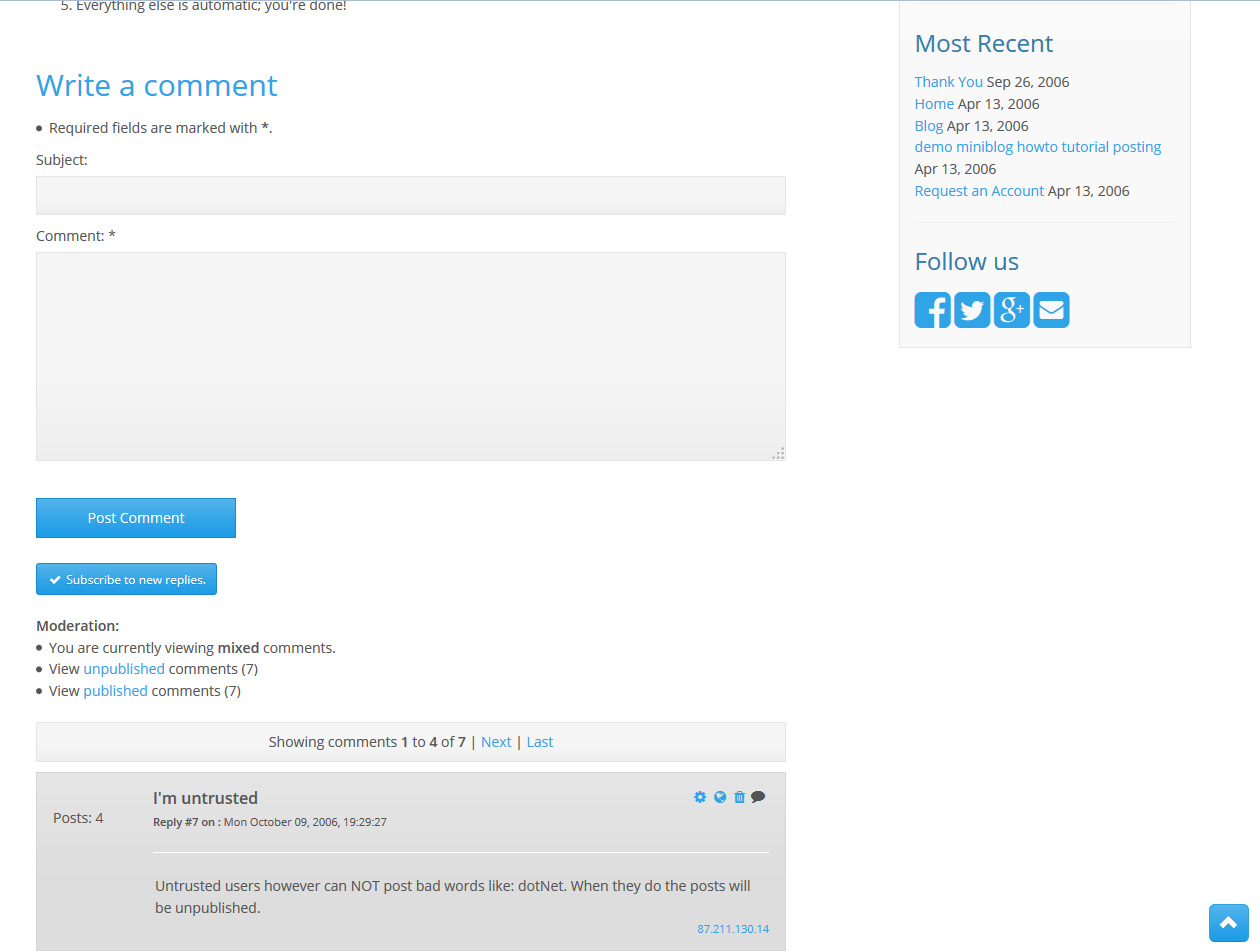 5. Everything else is automatic; you're done!
Write a comment
Required fields are marked with *.
Subject:
Comment: *
Post Comment
Subscribe to new replies.
Moderation:
You are currently viewing mixed comments.
View unpublished comments (7)
View published comments (7)
Showing comments 1 to 4 of 7 | Next | Last
Posts: 4
I'm untrusted
Reply #7 on : Mon October 09, 2006, 19:29:27
Untrusted users however can NOT post bad words like: dotNet. When they do the posts will
be unpublished.
87.211.130.14
Most Recent
Thank You Sep 26, 2006
Home Apr 13, 2006
Blog Apr 13, 2006
demo miniblog howto tutorial posting
Apr 13, 2006
Request an Account Apr 13, 2006
Follow us